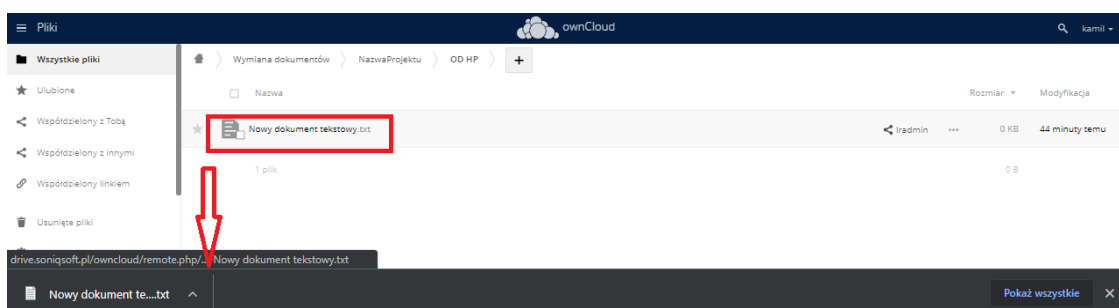 Pliki
ownCloud
kamil
Wszystkie pliki
Wymiana dokumentów
NazwaProjektu
OD HP
+
Ulubione
Nazwa
Rozmiar
Modyfikacja
Współdzielony z Tobą
Nowy dokument tekstowy.txt
lradmin
0 KB
44 minuty temu
Współdzielony z innymi
1 plik
0 B
Współdzielony linkiem
Usunięte pliki
drive.soniqsoft.pl/owncloud/remote.php/... Nowy dokument tekstowy.txt
Nowy dokument te....txt
Pokaż wszystkie